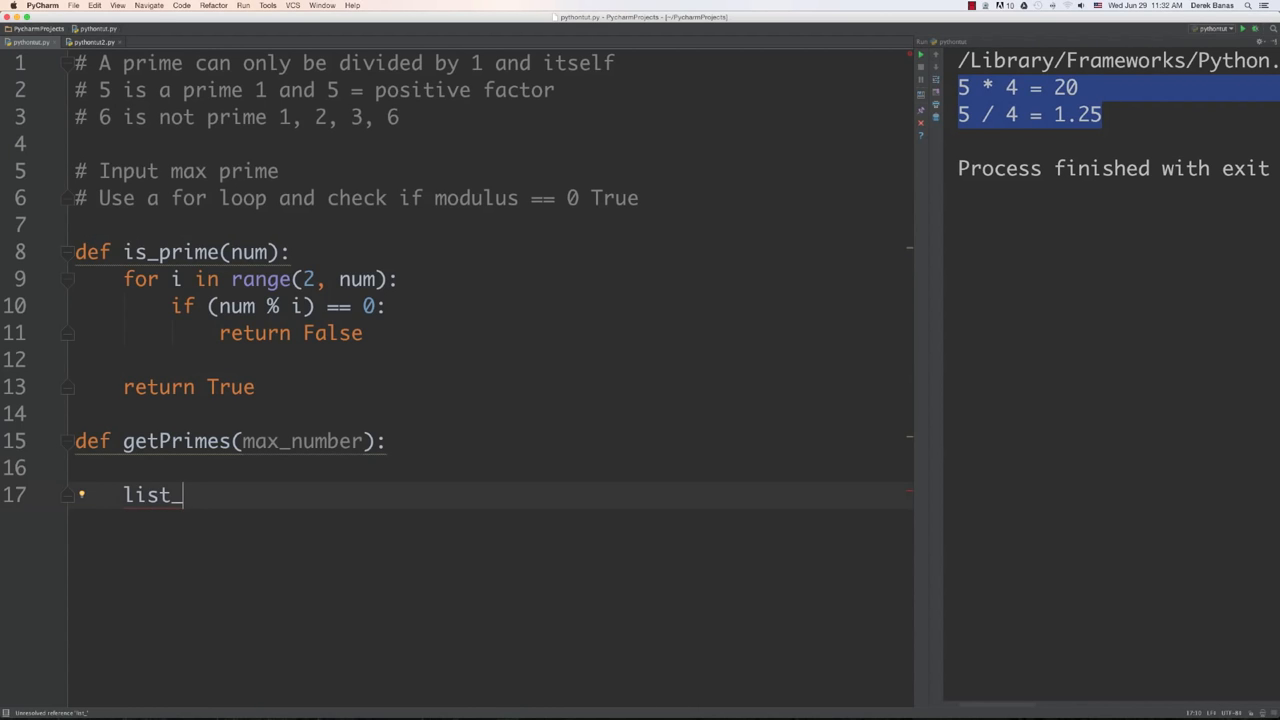 PyCharm File Edit View Navigate Code Refactor Run Tools VCS Window Help 10 Wed Jun 29 11:32 AM Derek Banas
pythontut.py - PycharmProjects - [~/PycharmProjects]
PycharmProjects pythontut.py pythontut
pythontut.py pythontut2.py Run pythontut
1 # A prime can only be divided by 1 and itself
2 # 5 is a prime 1 and 5 = positive factor
3 # 6 is not prime 1, 2, 3, 6
4
5 # Input max prime
6 # Use a for loop and check if modulus == 0 True
7
8 def is_prime(num):
9 for i in range(2, num):
10 if (num % i) == 0:
11 return False
12
13 return True
14
15 def getPrimes(max_number):
16
17 list_
/Library/Frameworks/Python.
5 * 4 = 20
5 / 4 = 1.25
Process finished with exit
Unresolved reference 'list_' 17:10 LF÷ UTF-8÷